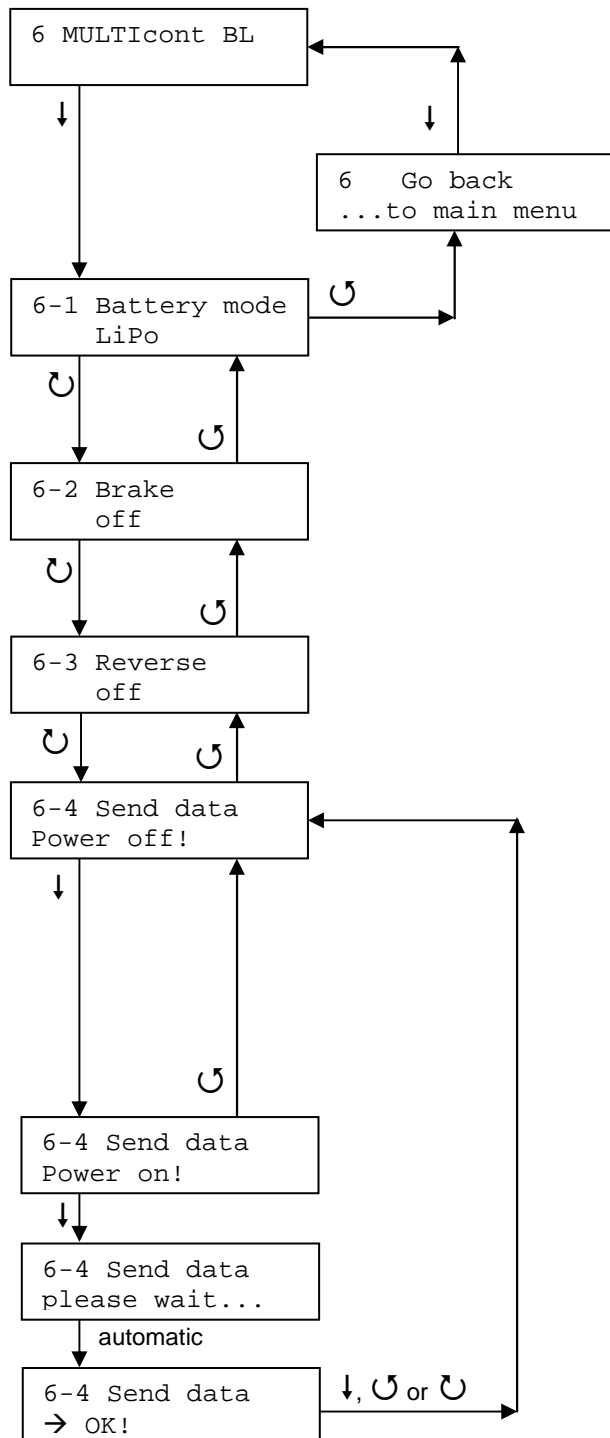 6 MULTIcont BL
↓
↓
6   Go back
...to main menu
6-1 Battery mode
LiPo
↺
↻
↺
6-2 Brake
off
↻
↺
6-3 Reverse
off
↻
↺
6-4 Send data
Power off!
↓
↺
6-4 Send data
Power on!
↓
6-4 Send data
please wait...
automatic
6-4 Send data
→ OK!
↓, ↺ or ↻